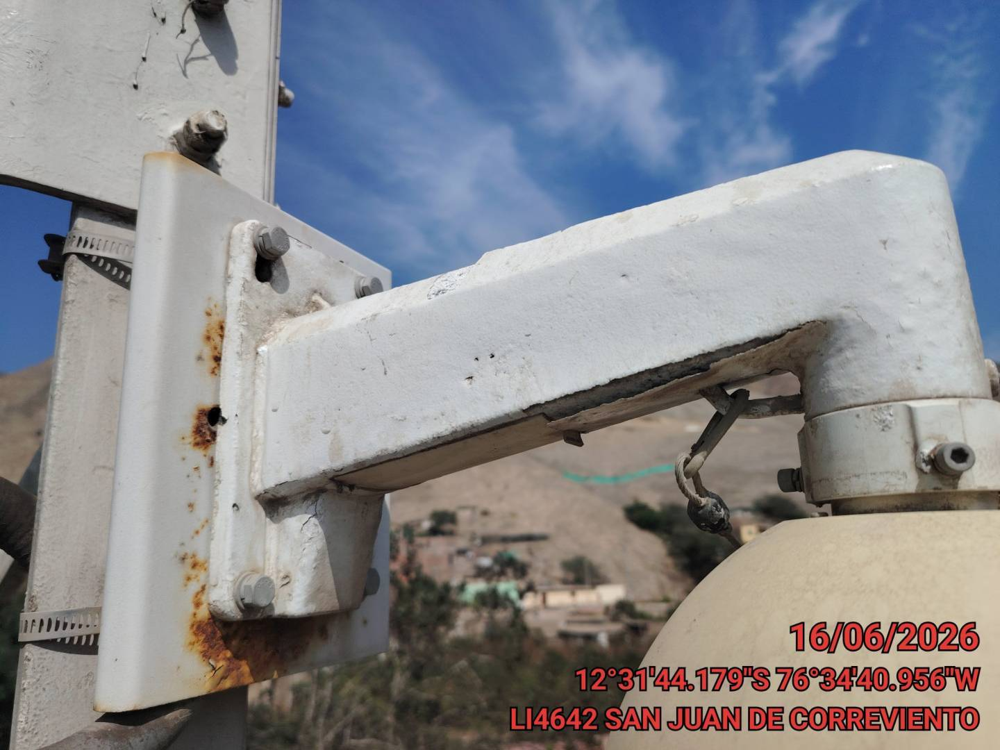 16/06/2026
12°31'44.179"S 76°34'40.956"W
LI4642 SAN JUAN DE CORREVIENTO